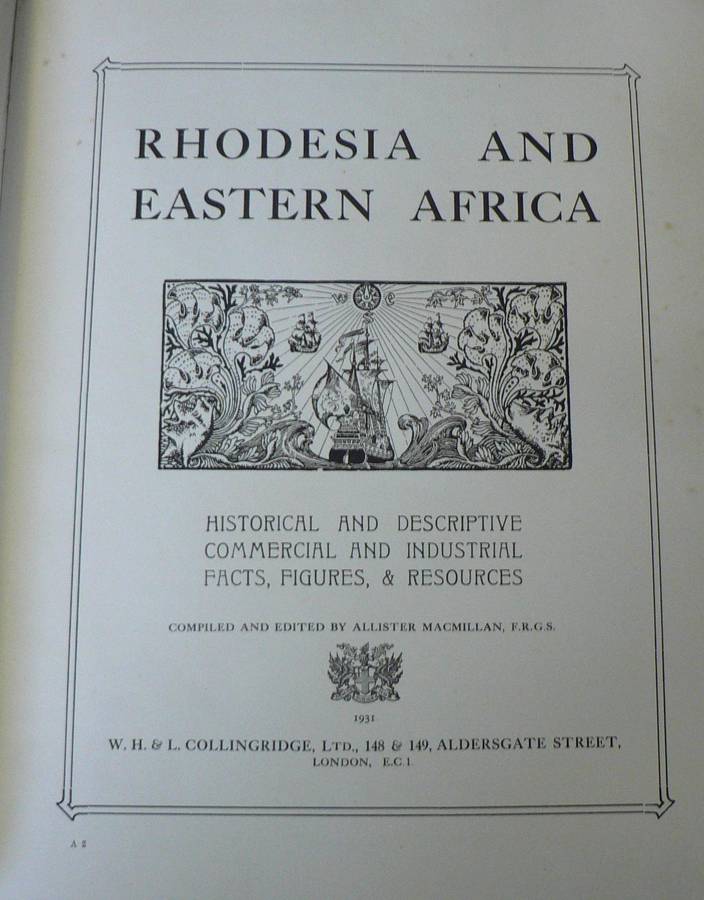 RHODESIA AND
EASTERN AFRICA
HISTORICAL AND DESCRIPTIVE
COMMERCIAL AND INDUSTRIAL
FACTS, FIGURES, & RESOURCES
COMPILED AND EDITED BY ALLISTER MACMILLAN, F.R.G.S.
1931
W. H. & L. COLLINGRIDGE, LTD., 148 & 149, ALDERSGATE STREET,
LONDON, E.C.1.
A 2